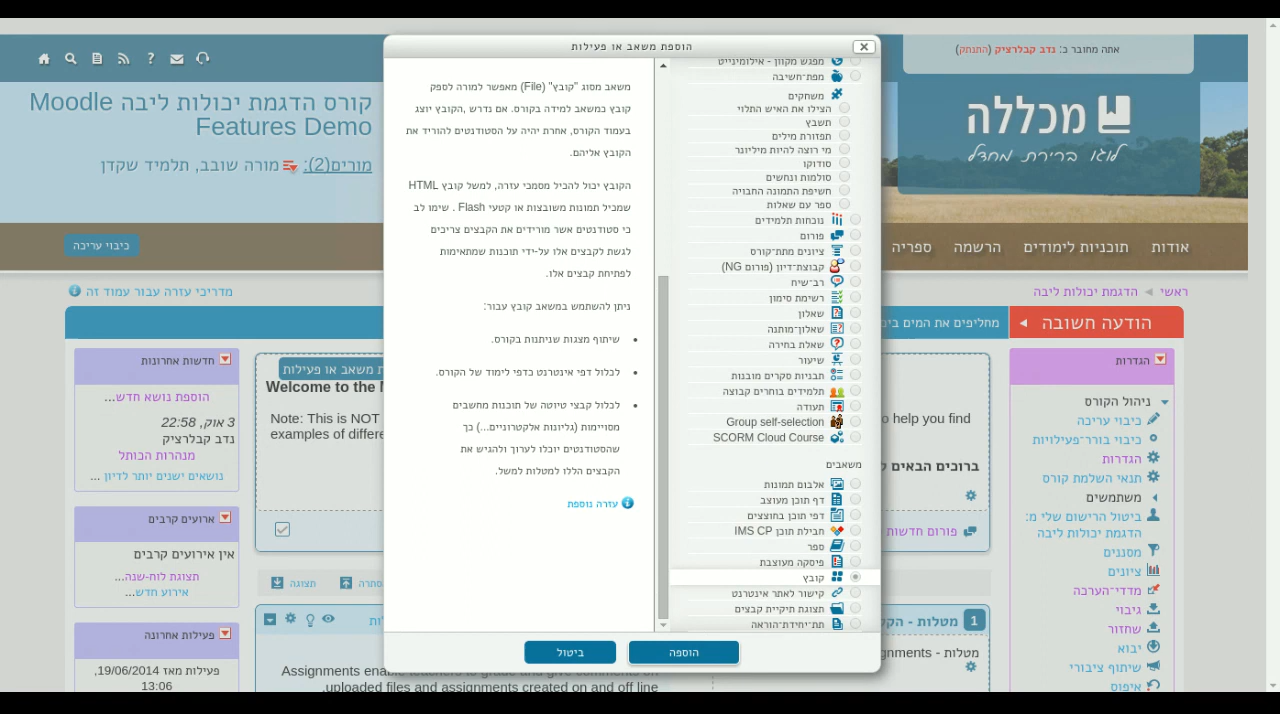 אתה מחובר כ: נדב קבלרציק (התנתק)
מכללה
לוגו ברירת מחדל
קורס הדגמת יכולות ליבה Moodle
Features Demo
מורים(2): מורה שובב, תלמיד שקדן
אודות
תוכניות לימודים
הרשמה
ספריה
כיבוי עריכה
ראשי ◄ הדגמת יכולות ליבה
מדריכי עזרה עבור עמוד זה
הודעה חשובה
מחליפים את המים בימ
הגדרות
ניהול הקורס
כיבוי עריכה
כיבוי בורר־פעילויות
הגדרות
תנאי השלמת קורס
משתמשים
ביטול הרישום שלי מ:
הדגמת יכולות ליבה
מסננים
ציונים
מדדי־הערכה
גיבוי
שחזור
יבוא
שיתוף ציבורי
איפוס
הוספת משאב או פעילות
מפגש מקוון - אילומינייט
מפת־חשיבה
משחקים
הצילו את האיש התלוי
תשבץ
תפזורת מילים
מי רוצה להיות מיליונר
סודוקו
סולמות ונחשים
חשיפת התמונה החבויה
ספר עם שאלות
נוכחות תלמידים
פורום
ציונים מתת־קורס
קבוצת־דיון (פורום NG)
רב־שיח
רשימת סימון
שאלון
שאלון־מותנה
שאלת בחירה
שיעור
תבניות סקרים מובנות
תלמידים בוחרים קבוצה
תעודה
Group self-selection
SCORM Cloud Course
משאבים
אלבום תמונות
דף תוכן מעוצב
דפי תוכן בחוצצים
חבילת תוכן IMS CP
ספר
פיסקה מעוצבת
קובץ
קישור לאתר אינטרנט
תצוגת תיקיית קבצים
תת־יחידת־הוראה
משאב מסוג "קובץ" (File) מאפשר למורה לספק
קובץ כמשאב למידה בקורס. אם נדרש ,הקובץ יוצג
בעמוד הקורס, אחרת יהיה על הסטודנטים להוריד את
הקובץ אליהם.
הקובץ יכול להכיל מסמכי עזרה, למשל קובץ HTML
שמכיל תמונות משובצות או קטעי Flash . שימו לב
כי סטודנטים אשר מורידים את הקבצים צריכים
לגשת לקבצים אלו על-ידי תוכנות שמתאימות
לפתיחת קבצים אלו.
ניתן להשתמש במשאב קובץ עבור:
• שיתוף מצגות שניתנות בקורס.
• לכלול דפי אינטרנט כדפי לימוד של הקורס.
• לכלול קבצי טיוטה של תוכנות מחשבים
מסויימות (גליונות אלקטרוניים...) כך
שהסטודנטים יוכלו לערוך ולהגיש את
הקבצים הללו למטלות למשל.
עזרה נוספת
הוספה
ביטול
ת משאב או פעילות
Welcome to the M
Note: This is NOT
o help you find
examples of differe
ברוכים הבאים ל
פורום חדשות
סתרה
תצוגה
1
מטלות - הקי
לות
מטלות - gnments
Assignments enable teachers to grade and give comments on
uploaded files and assignments created on and off line.
חדשות אחרונות
הוספת נושא חדש...
3 אוק, 22:58
נדב קבלרציק
מנהרות הכותל
נושאים ישנים יותר לדיון ...
ארועים קרבים
אין אירועים קרבים
תצוגת לוח-שנה...
אירוע חדש...
פעילות אחרונה
פעילות מאז 19/06/2014,
13:06